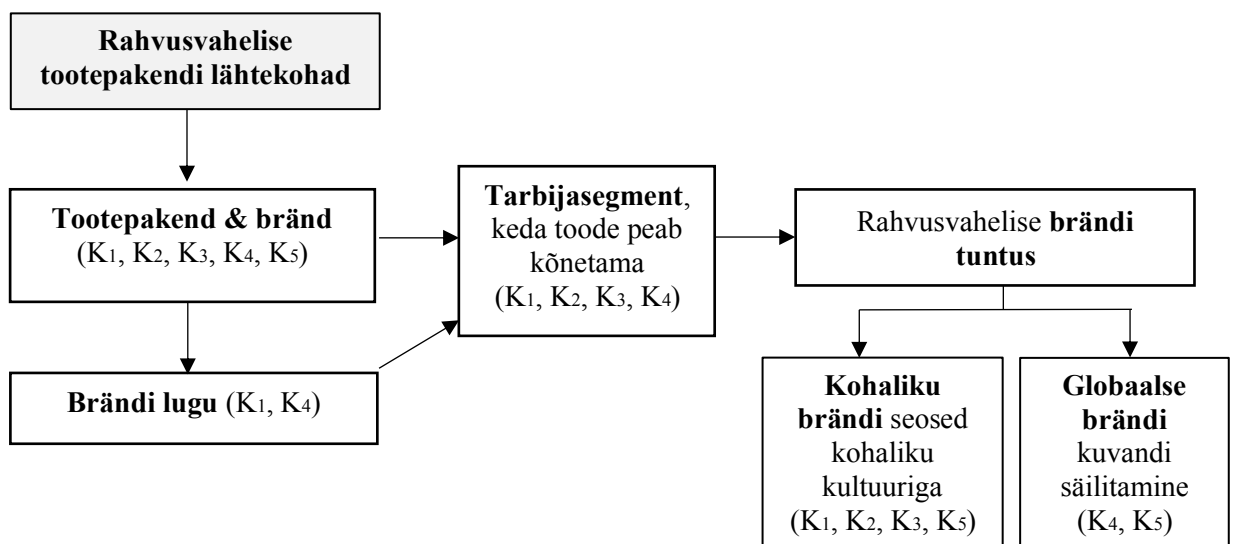 Rahvusvahelise
tootepakendi lähtekohad
Tootepakend & bränd
(K₁, K₂, K₃, K₄, K₅)
Brändi lugu (K₁, K₄)
Tarbijasegment,
keda toode peab
kõnetama
(K₁, K₂, K₃, K₄)
Rahvusvahelise brändi
tuntus
Kohaliku
brändi seosed
kohaliku
kultuuriga
(K₁, K₂, K₃, K₅)
Globaalse
brändi
kuvandi
säilitamine
(K₄, K₅)